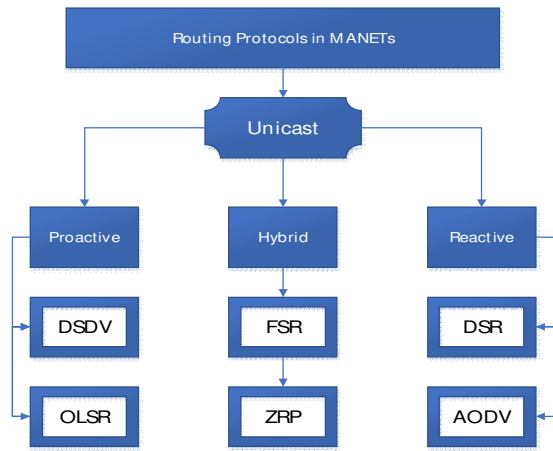 Routing Protocols in MANETs
Unicast
Proactive
Hybrid
Reactive
DSDV
FSR
DSR
OLSR
ZRP
AODV